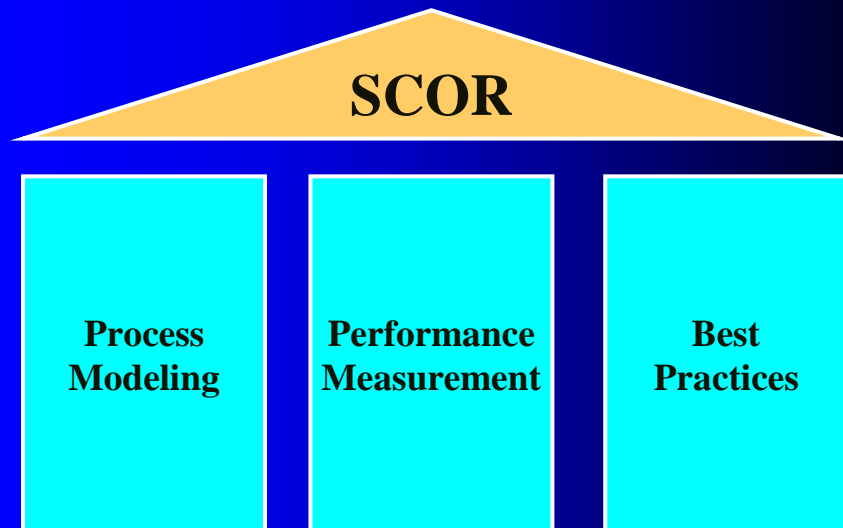 SCOR
Process
Modeling
Performance
Measurement
Best
Practices